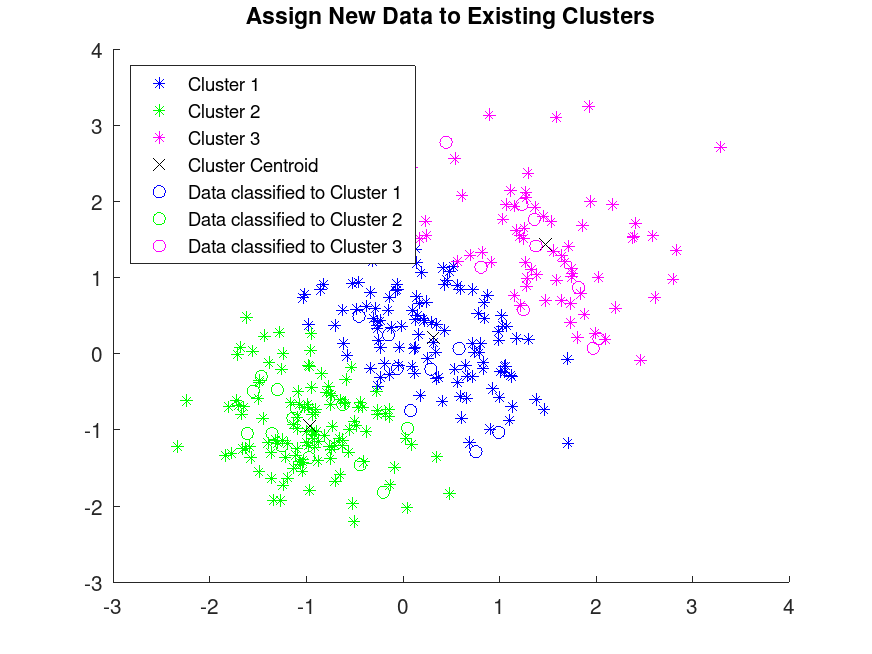 Assign New Data to Existing Clusters
4
Cluster 1
Cluster 2
3
Cluster 3
Cluster Centroid
Data classified to Cluster 1
2
Data classified to Cluster 2
Data classified to Cluster 3
1
0
-1
-2
-3
-3 -2 -1 0 1 2 3 4